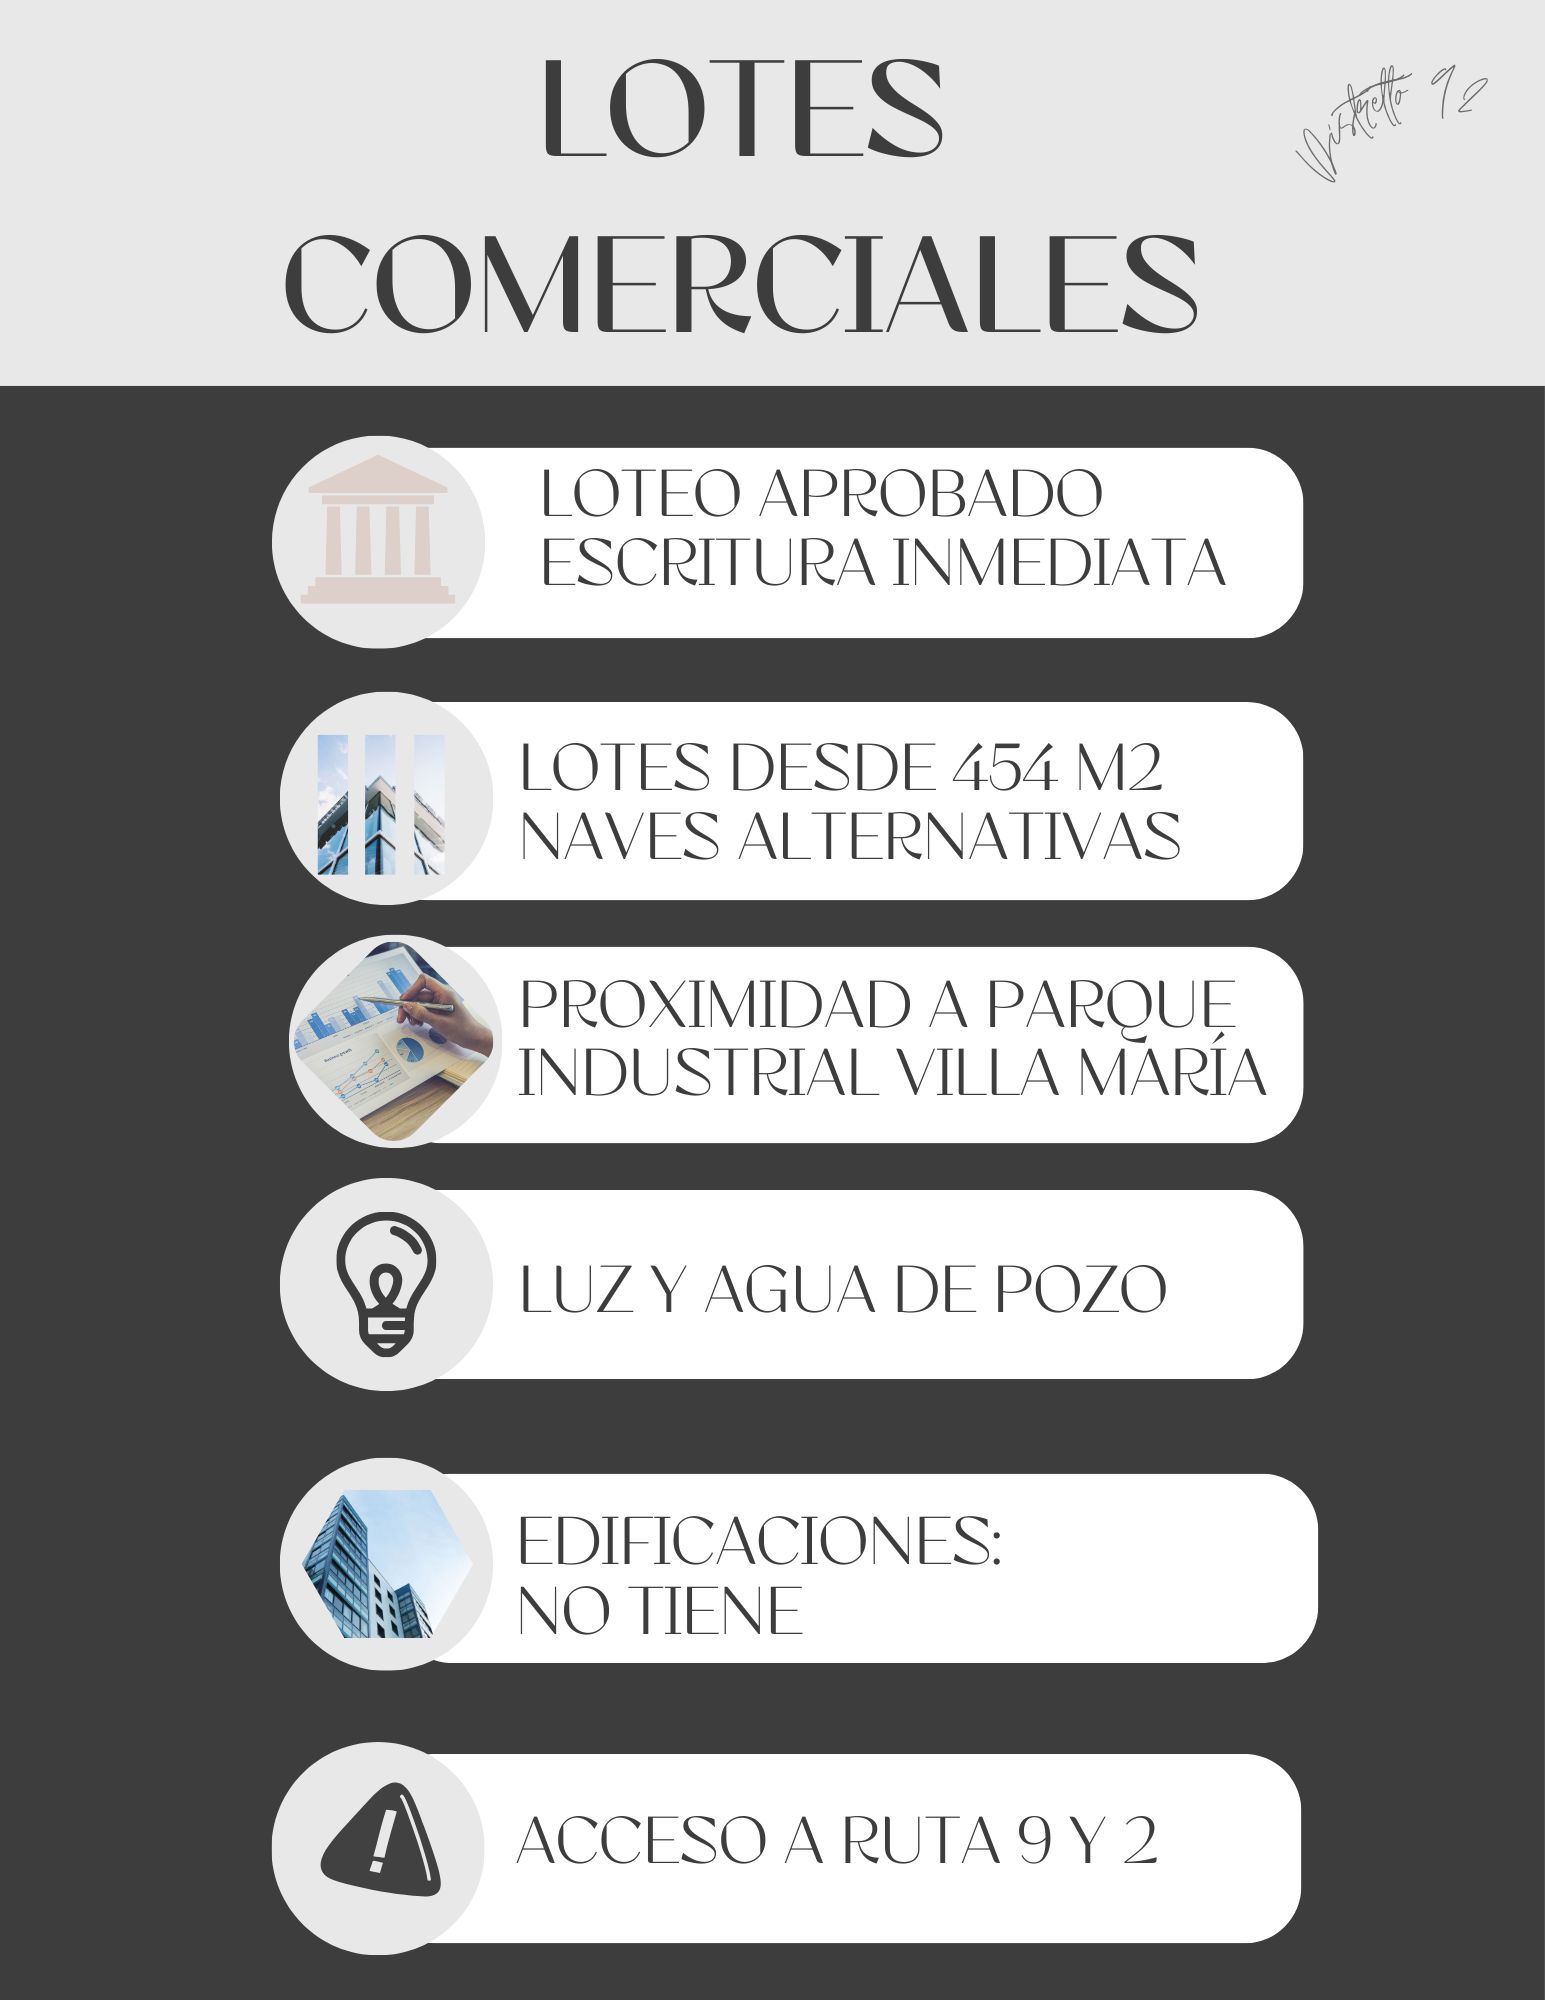 LOTES
Distretto 92
COMERCIALES
LOTEO APROBADO
ESCRITURA INMEDIATA
LOTES DESDE 454 M2
NAVES ALTERNATIVAS
PROXIMIDAD A PARQUE
INDUSTRIAL VILLA MARÍA
LUZ Y AGUA DE POZO
EDIFICACIONES:
NO TIENE
ACCESO A RUTA 9 Y 2